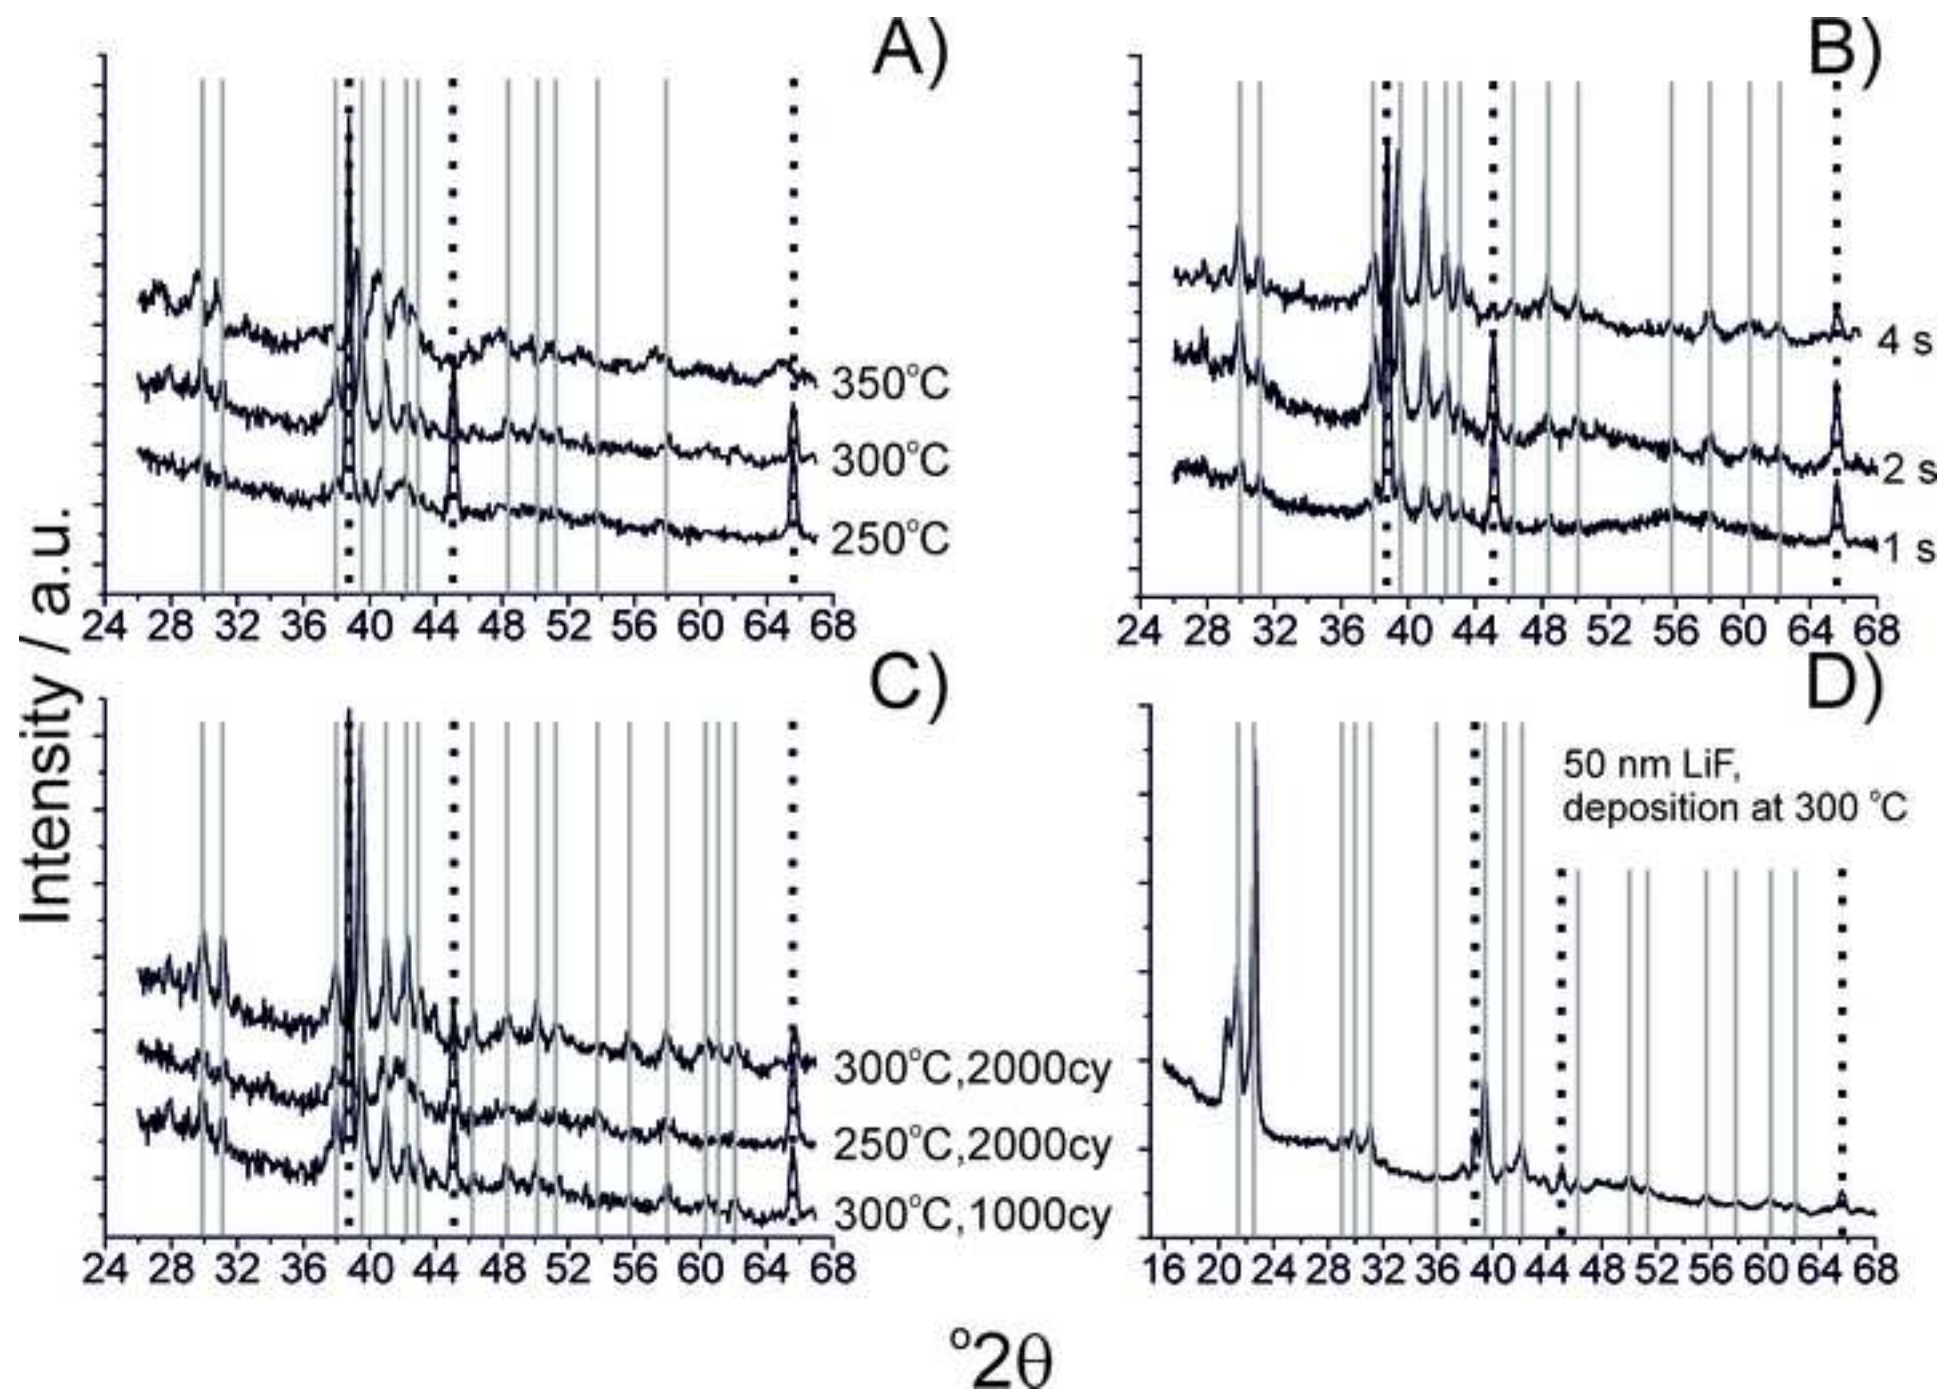 A)
B)
350°C
300°C
250°C
4 s
2 s
1 s
24 28 32 36 40 44 48 52 56 60 64 68
24 28 32 36 40 44 48 52 56 60 64 68
Intensity / a.u.
C)
D)
50 nm LiF,
deposition at 300 °C
300°C,2000cy
250°C,2000cy
300°C,1000cy
24 28 32 36 40 44 48 52 56 60 64 68
16 20 24 28 32 36 40 44 48 52 56 60 64 68
°2θ